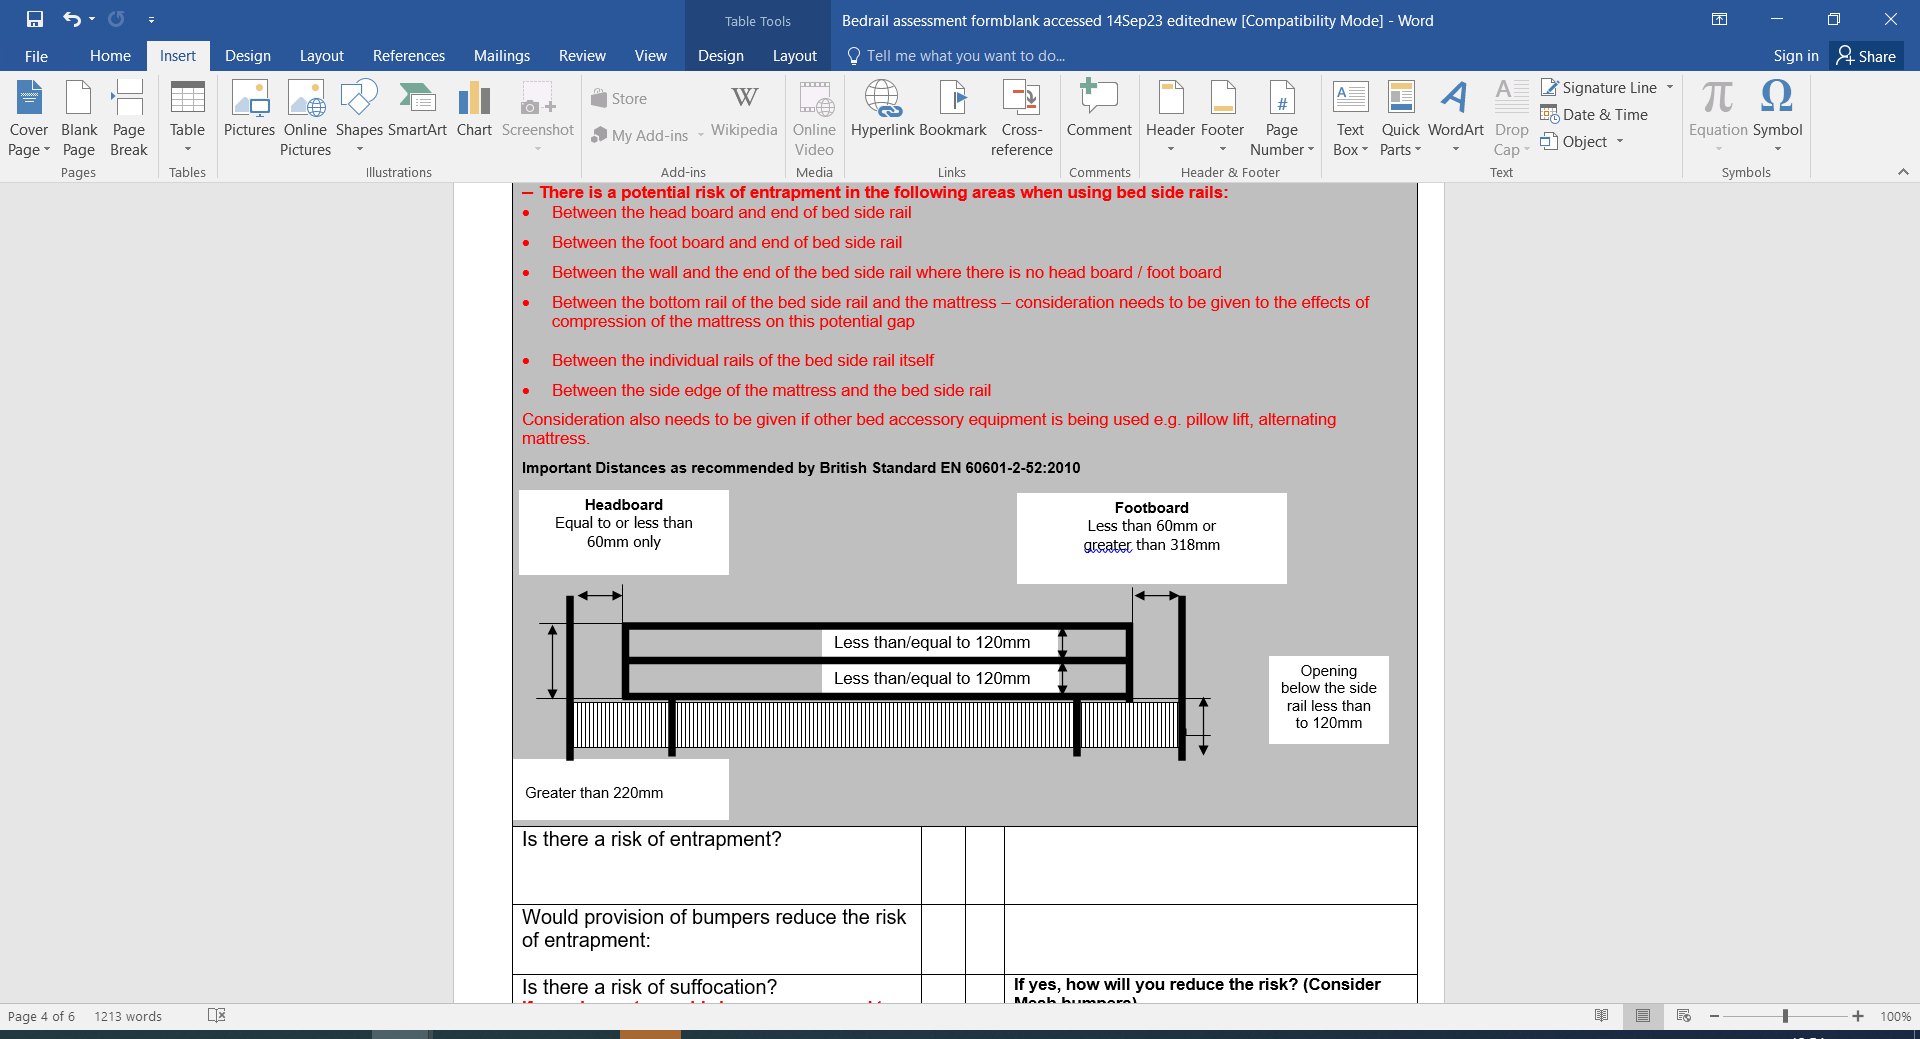 Table Tools
Bedrail assessment formblank accessed 14Sep23 editednew [Compatibility Mode] - Word
File Home Insert Design Layout References Mailings Review View Design Layout Tell me what you want to do... Sign in Share
Cover Page
Blank Page
Page Break
Pages
Table
Tables
Pictures
Online Pictures
Shapes
SmartArt
Chart
Screenshot
Illustrations
Store
My Add-ins
Wikipedia
Add-ins
Online Video
Media
Hyperlink
Bookmark
Cross-reference
Links
Comment
Comments
Header
Footer
Page Number
Header & Footer
Text Box
Quick Parts
WordArt
Drop Cap
Signature Line
Date & Time
Object
Text
Equation
Symbol
Symbols
– There is a potential risk of entrapment in the following areas when using bed side rails:
• Between the head board and end of bed side rail
• Between the foot board and end of bed side rail
• Between the wall and the end of the bed side rail where there is no head board / foot board
• Between the bottom rail of the bed side rail and the mattress – consideration needs to be given to the effects of
compression of the mattress on this potential gap
• Between the individual rails of the bed side rail itself
• Between the side edge of the mattress and the bed side rail
Consideration also needs to be given if other bed accessory equipment is being used e.g. pillow lift, alternating
mattress.
Important Distances as recommended by British Standard EN 60601-2-52:2010
Headboard
Equal to or less than
60mm only
Footboard
Less than 60mm or
greater than 318mm
Less than/equal to 120mm
Less than/equal to 120mm
Opening
below the side
rail less than
to 120mm
Greater than 220mm
Is there a risk of entrapment?
Would provision of bumpers reduce the risk
of entrapment:
Is there a risk of suffocation?
If yes, how will you reduce the risk? (Consider
Mesh bumpers)
Page 4 of 6 1213 words 100%